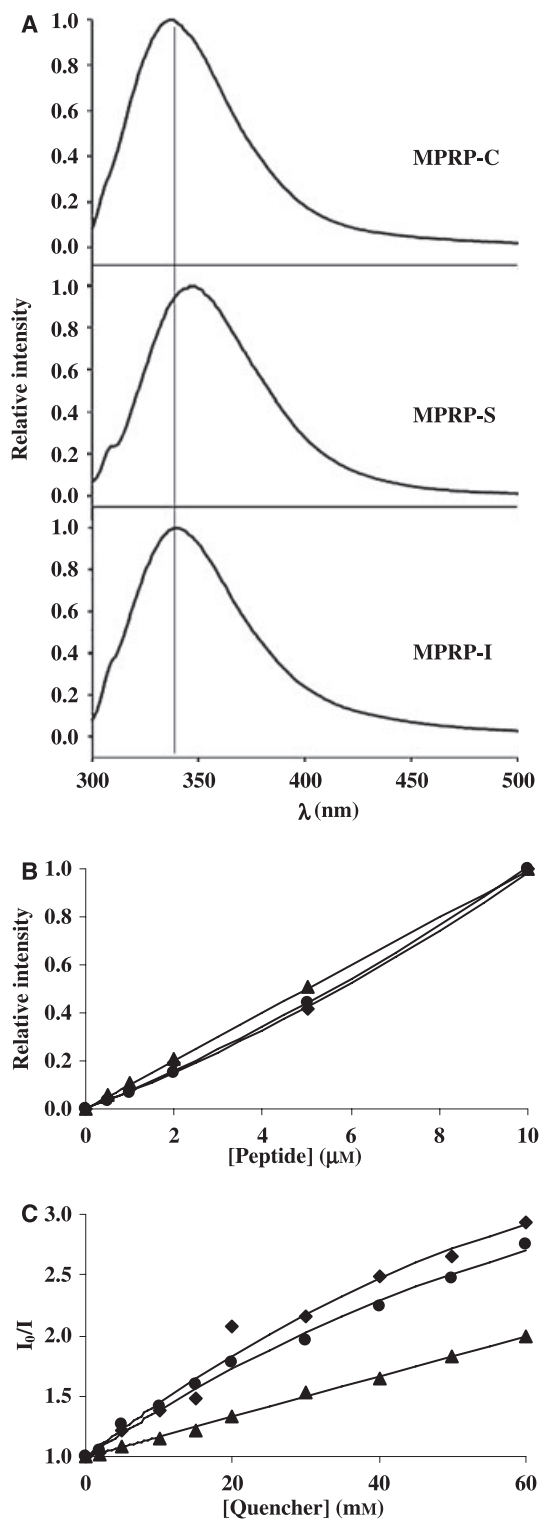 A
1.0
0.8
0.6
0.4
0.2
0.0
MPRP-C
1.0
0.8
0.6
0.4
0.2
0.0
MPRP-S
1.0
0.8
0.6
0.4
0.2
0.0
MPRP-I
Relative intensity
300 350 400 450 500
λ (nm)
B
1.0
0.8
0.6
0.4
0.2
0.0
Relative intensity
0 2 4 6 8 10
[Peptide] (μM)
C
3.0
2.5
2.0
1.5
1.0
I0/I
0 20 40 60
[Quencher] (mM)